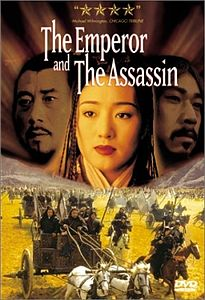 "★★★★"
Michael Wilmington, CHICAGO TRIBUNE
The Emperor
and The Assassin
DVD